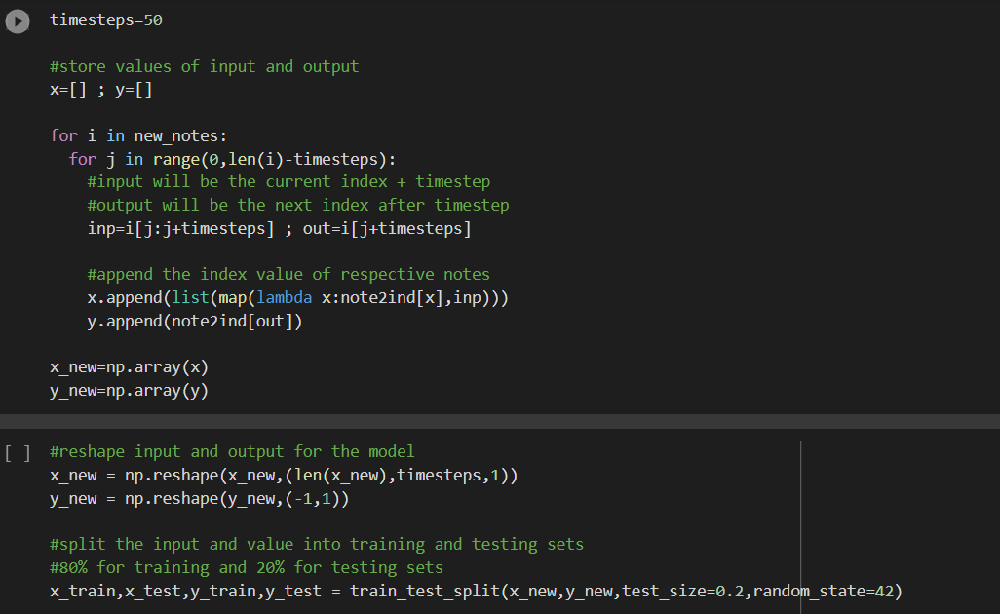 timesteps=50
#store values of input and output
x=[] ; y=[]
for i in new_notes:
  for j in range(0,len(i)-timesteps):
    #input will be the current index + timestep
    #output will be the next index after timestep
    inp=i[j:j+timesteps] ; out=i[j+timesteps]
    #append the index value of respective notes
    x.append(list(map(lambda x:note2ind[x],inp)))
    y.append(note2ind[out])
x_new=np.array(x)
y_new=np.array(y)
[ ] #reshape input and output for the model
x_new = np.reshape(x_new,(len(x_new),timesteps,1))
y_new = np.reshape(y_new,(-1,1))
#split the input and value into training and testing sets
#80% for training and 20% for testing sets
x_train,x_test,y_train,y_test = train_test_split(x_new,y_new,test_size=0.2,random_state=42)